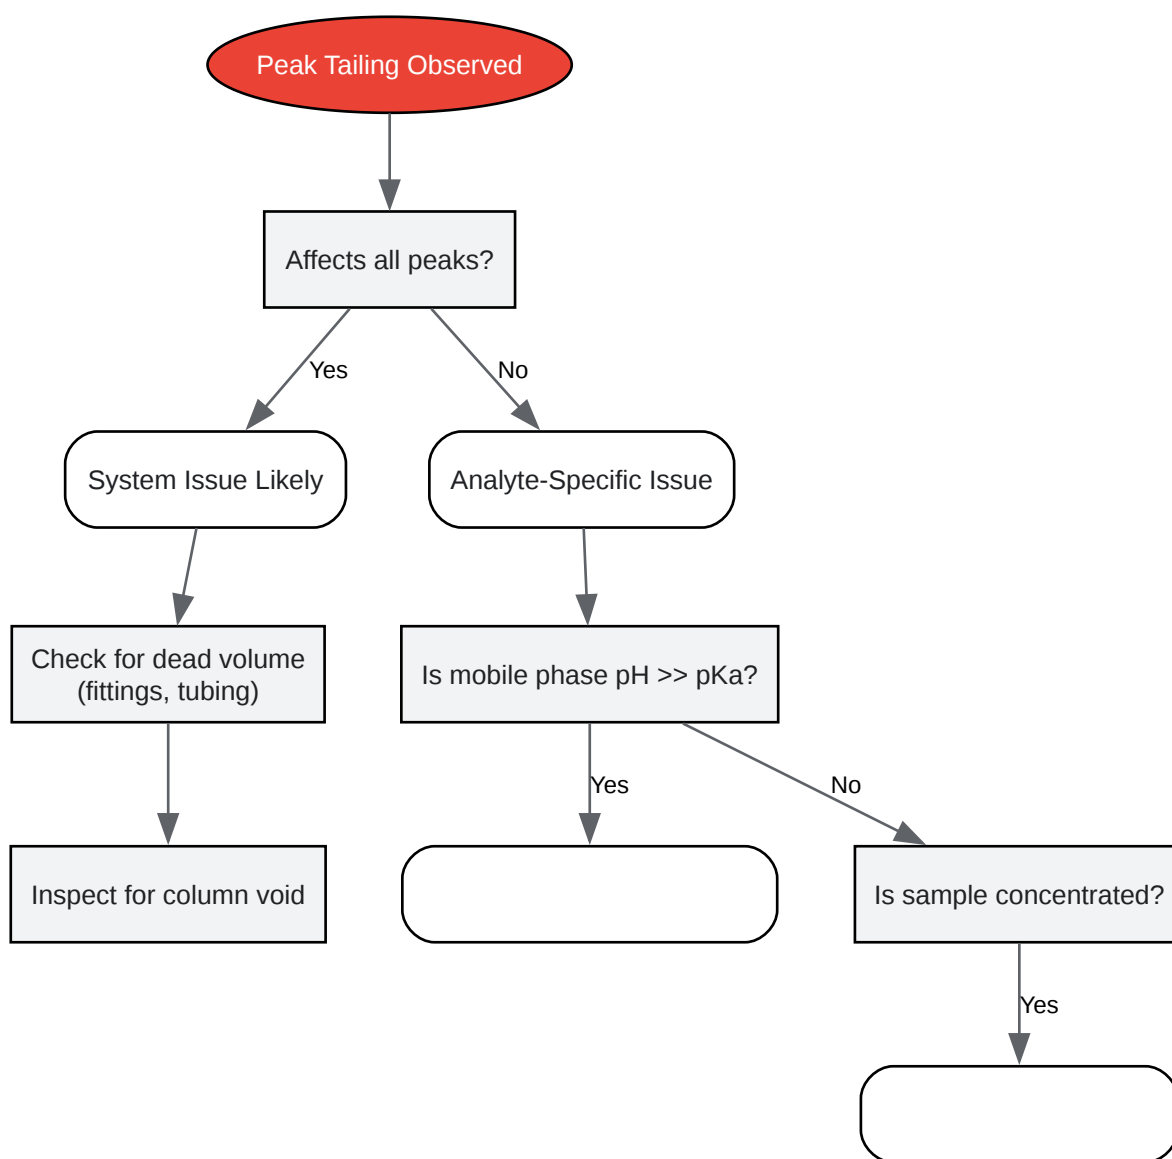 Peak Tailing Observed
Affects all peaks?
Yes
No
System Issue Likely
Analyte-Specific Issue
Check for dead volume
(fittings, tubing)
Is mobile phase pH >> pKa?
Yes
No
Inspect for column void
Is sample concentrated?
Yes